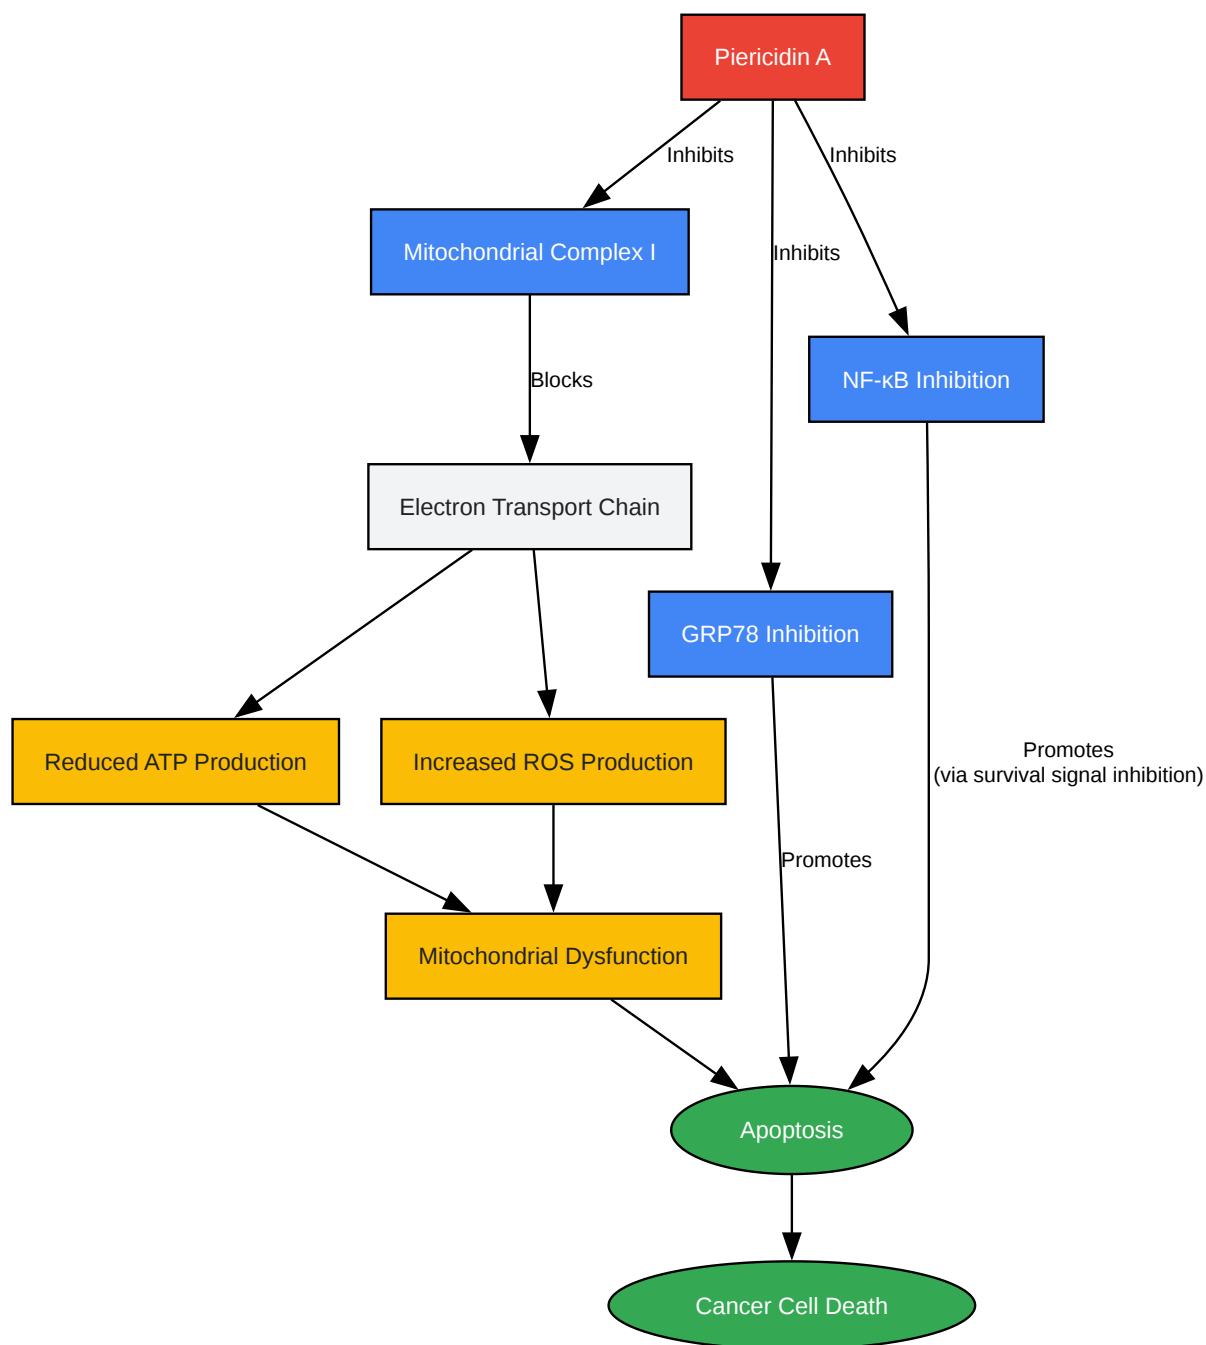 Piericidin A
Inhibits
Inhibits
Mitochondrial Complex I
Inhibits
Blocks
NF-κB Inhibition
Electron Transport Chain
GRP78 Inhibition
Reduced ATP Production
Increased ROS Production
Promotes
(via survival signal inhibition)
Promotes
Mitochondrial Dysfunction
Apoptosis
Cancer Cell Death